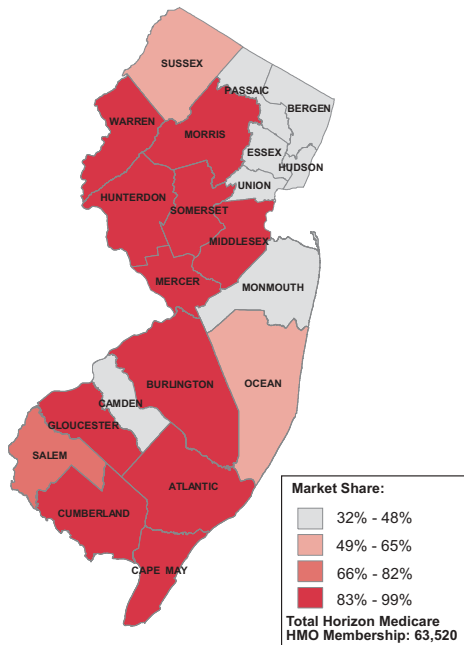 SUSSEX
PASSAIC
BERGEN
WARREN
MORRIS
ESSEX
HUDSON
UNION
HUNTERDON
SOMERSET
MIDDLESEX
MERCER
MONMOUTH
OCEAN
BURLINGTON
CAMDEN
GLOUCESTER
SALEM
ATLANTIC
CUMBERLAND
CAPE MAY
Market Share:
32% - 48%
49% - 65%
66% - 82%
83% - 99%
Total Horizon Medicare
HMO Membership: 63,520